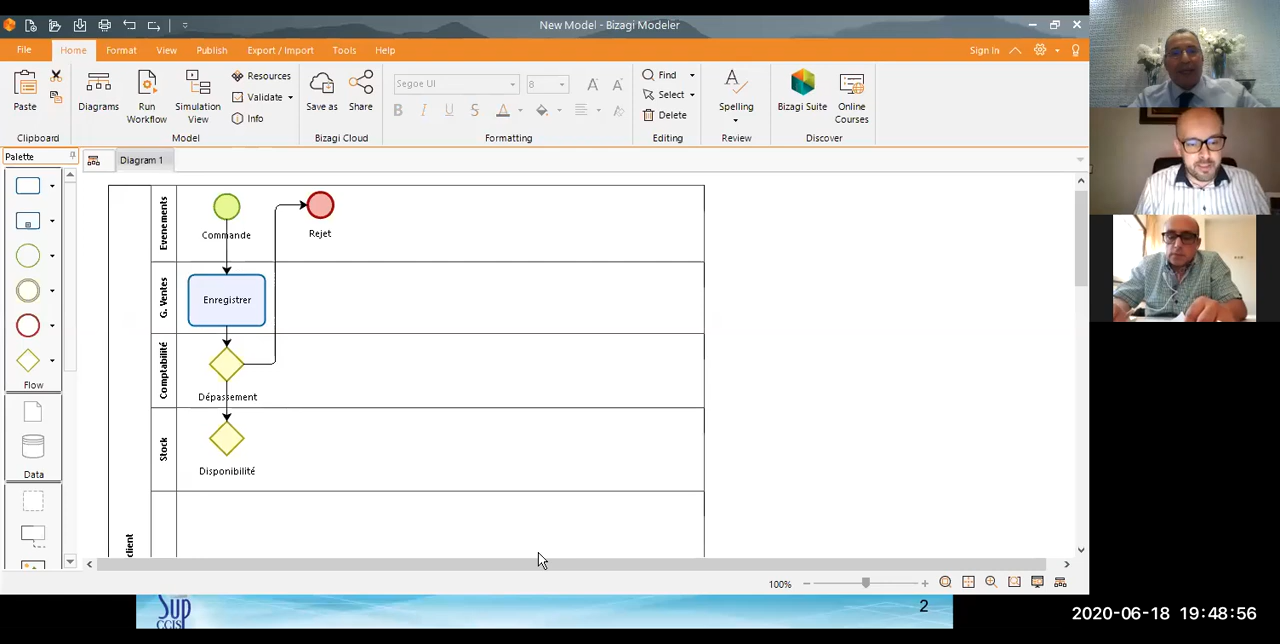 New Model - Bizagi Modeler
File Home Format View Publish Export / Import Tools Help Sign In
Paste
Clipboard
Diagrams
Run
Workflow
Simulation
View
Resources
Validate
Info
Model
Save as
Share
Bizagi Cloud
Segoe UI 8
A A
B I U S A
Formatting
Find
Select
Delete
Editing
Spelling
Review
Bizagi Suite
Online
Courses
Discover
Palette
Diagram 1
Flow
Data
Evenements
Commande
Rejet
G. Ventes
Enregistrer
Comptabilité
Dépassement
Stock
Disponibilité
client
100%
Sup
CCIS
2
2020-06-18 19:48:56